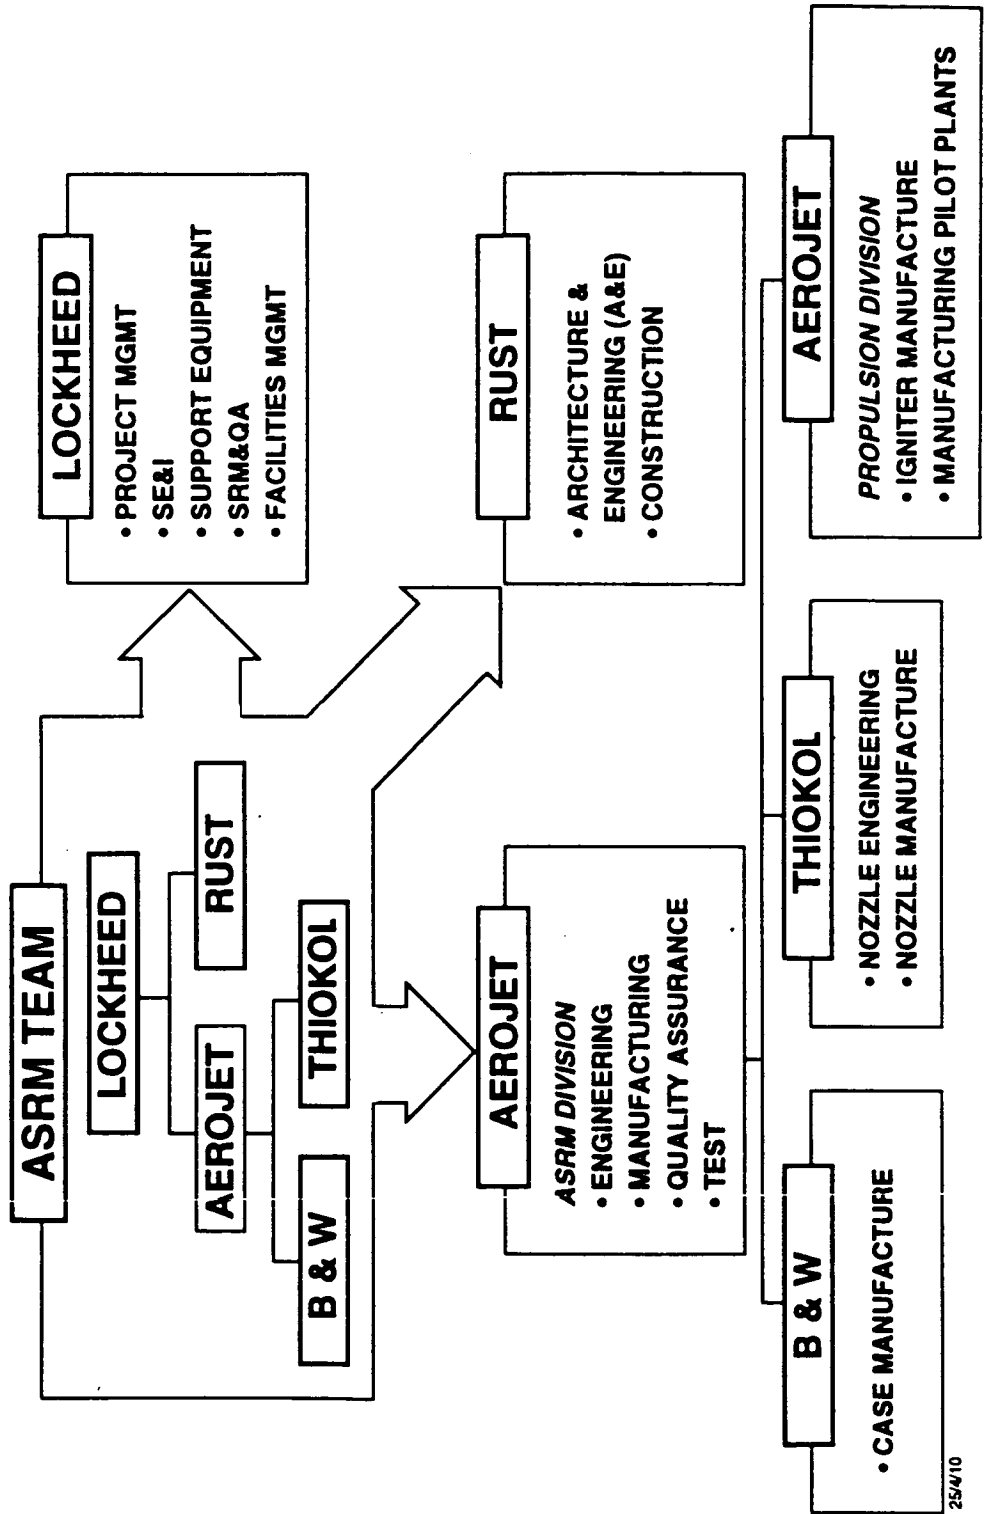 ASRM TEAM
LOCKHEED
AEROJET
RUST
B & W
THIOKOL
LOCKHEED
• PROJECT MGMT
• SE&I
• SUPPORT EQUIPMENT
• SRM&QA
• FACILITIES MGMT
AEROJET
ASRM DIVISION
• ENGINEERING
• MANUFACTURING
• QUALITY ASSURANCE
• TEST
RUST
• ARCHITECTURE &
ENGINEERING (A&E)
• CONSTRUCTION
B & W
• CASE MANUFACTURE
THIOKOL
• NOZZLE ENGINEERING
• NOZZLE MANUFACTURE
AEROJET
PROPULSION DIVISION
• IGNITER MANUFACTURE
• MANUFACTURING PILOT PLANTS
25/4/10